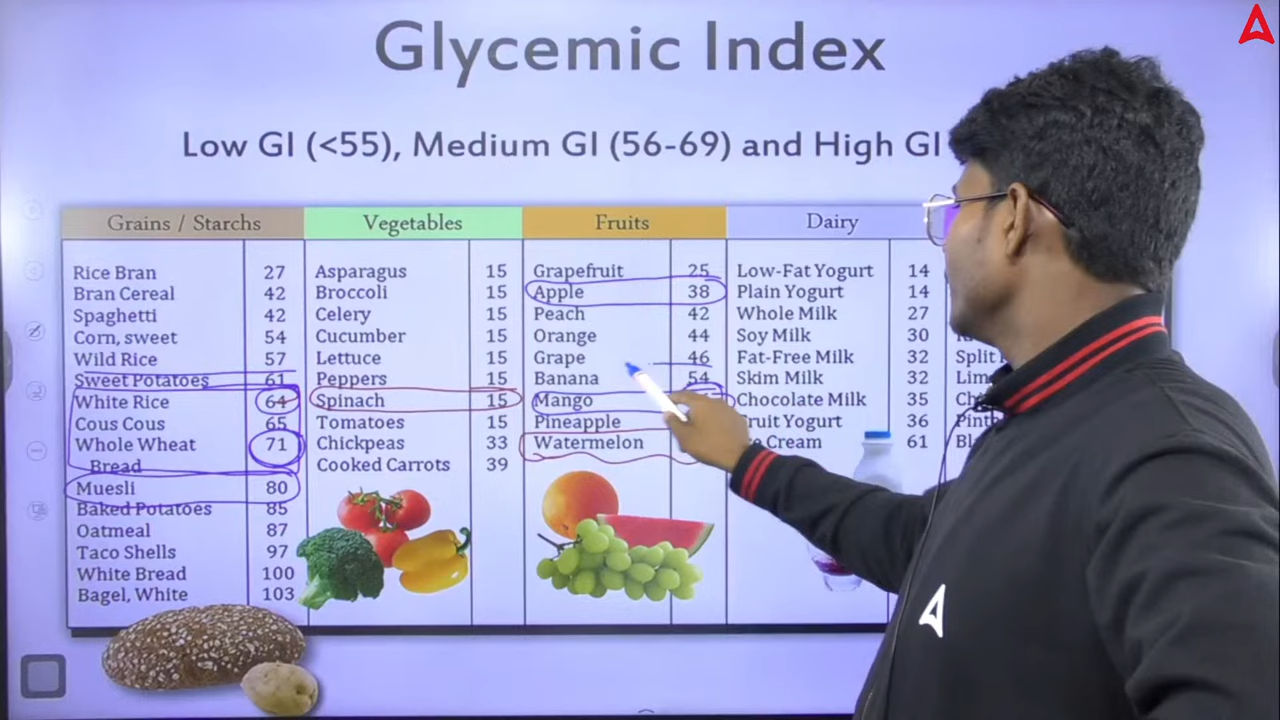 Glycemic Index
Low GI (<55), Medium GI (56-69) and High GI
Grains / Starchs Vegetables Fruits Dairy
Rice Bran 27 Asparagus 15 Grapefruit 25 Low-Fat Yogurt 14
Bran Cereal 42 Broccoli 15 Apple 38 Plain Yogurt 14
Spaghetti 42 Celery 15 Peach 42 Whole Milk 27
Corn, sweet 54 Cucumber 15 Orange 44 Soy Milk 30
Wild Rice 57 Lettuce 15 Grape 46 Fat-Free Milk 32 Split
Sweet Potatoes 61 Peppers 15 Banana 54 Skim Milk 32
White Rice 64 Spinach 15 Mango Chocolate Milk 35
Cous Cous 65 Tomatoes 15 Pineapple Yogurt 36
Whole Wheat 71 Chickpeas 33 Watermelon Cream 61
Bread Cooked Carrots 39
Muesli 80
Baked Potatoes 85
Oatmeal 87
Taco Shells 97
White Bread 100
Bagel, White 103